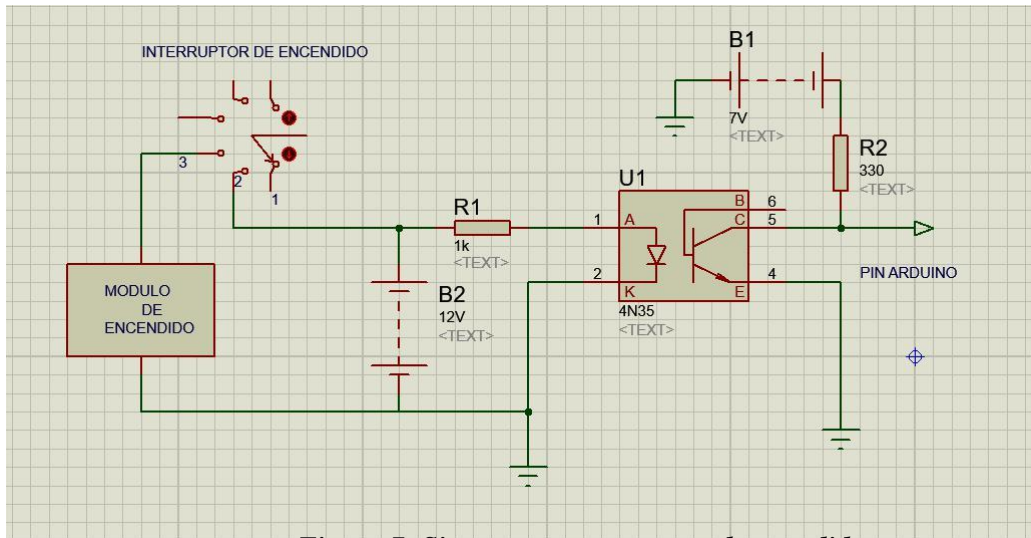 INTERRUPTOR DE ENCENDIDO
3
2
1
MODULO
DE
ENCENDIDO
R1
1k
<TEXT>
B2
12V
<TEXT>
B1
7V
<TEXT>
R2
330
<TEXT>
U1
1
A
2
K
B
6
C
5
E
4
4N35
<TEXT>
PIN ARDUINO